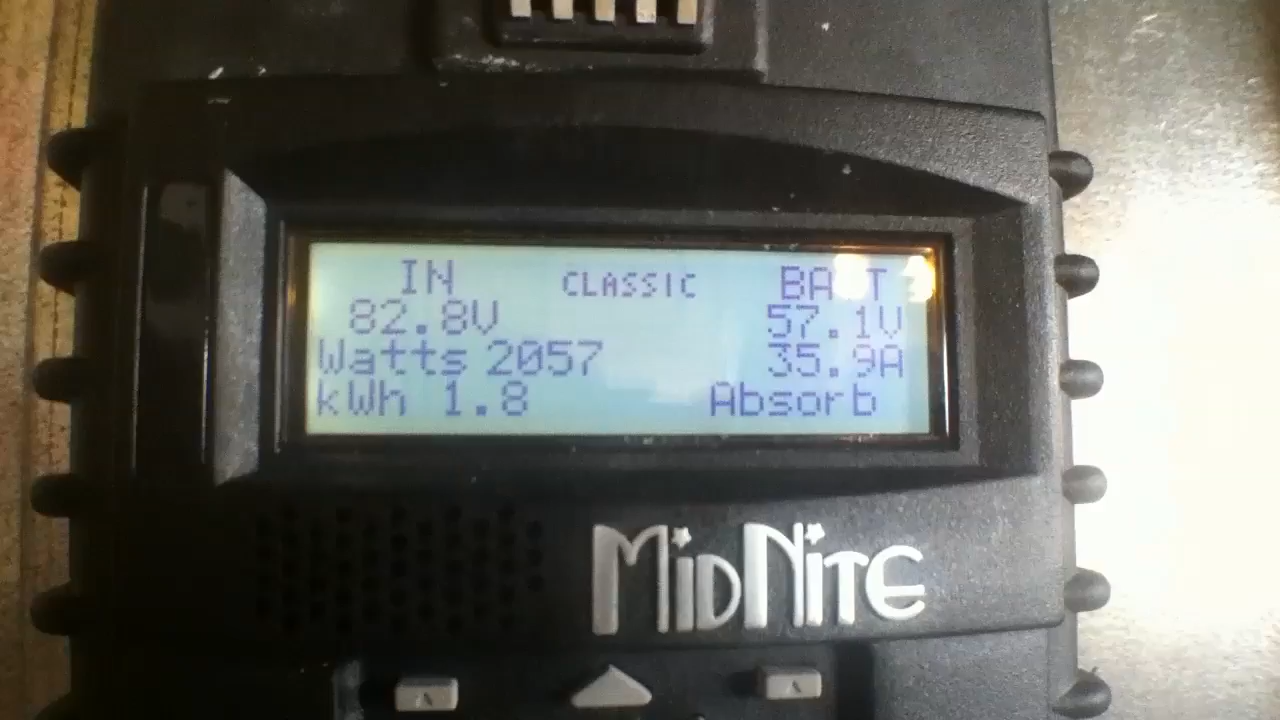 IN CLASSIC BATT
82.8V 57.1V
Watts 2057 35.9A
kWh 1.8 Absorb
MIDNITE